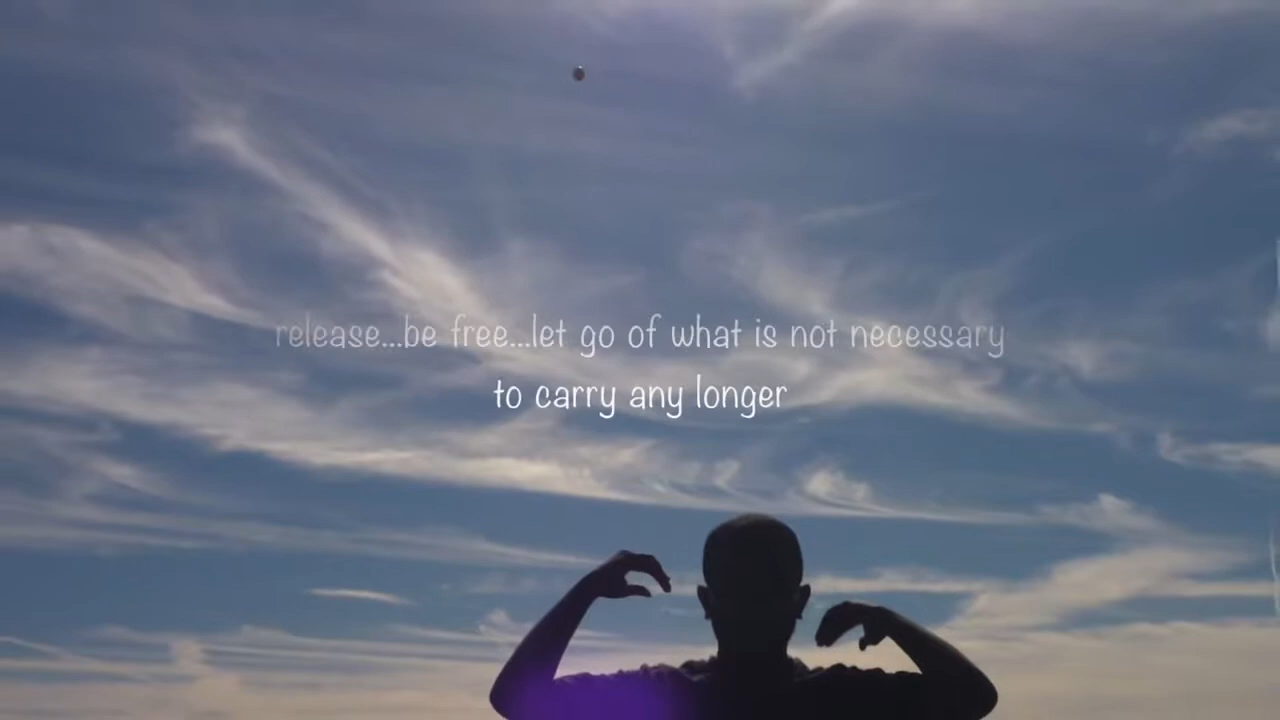 release...be free...let go of what is not necessary
to carry any longer